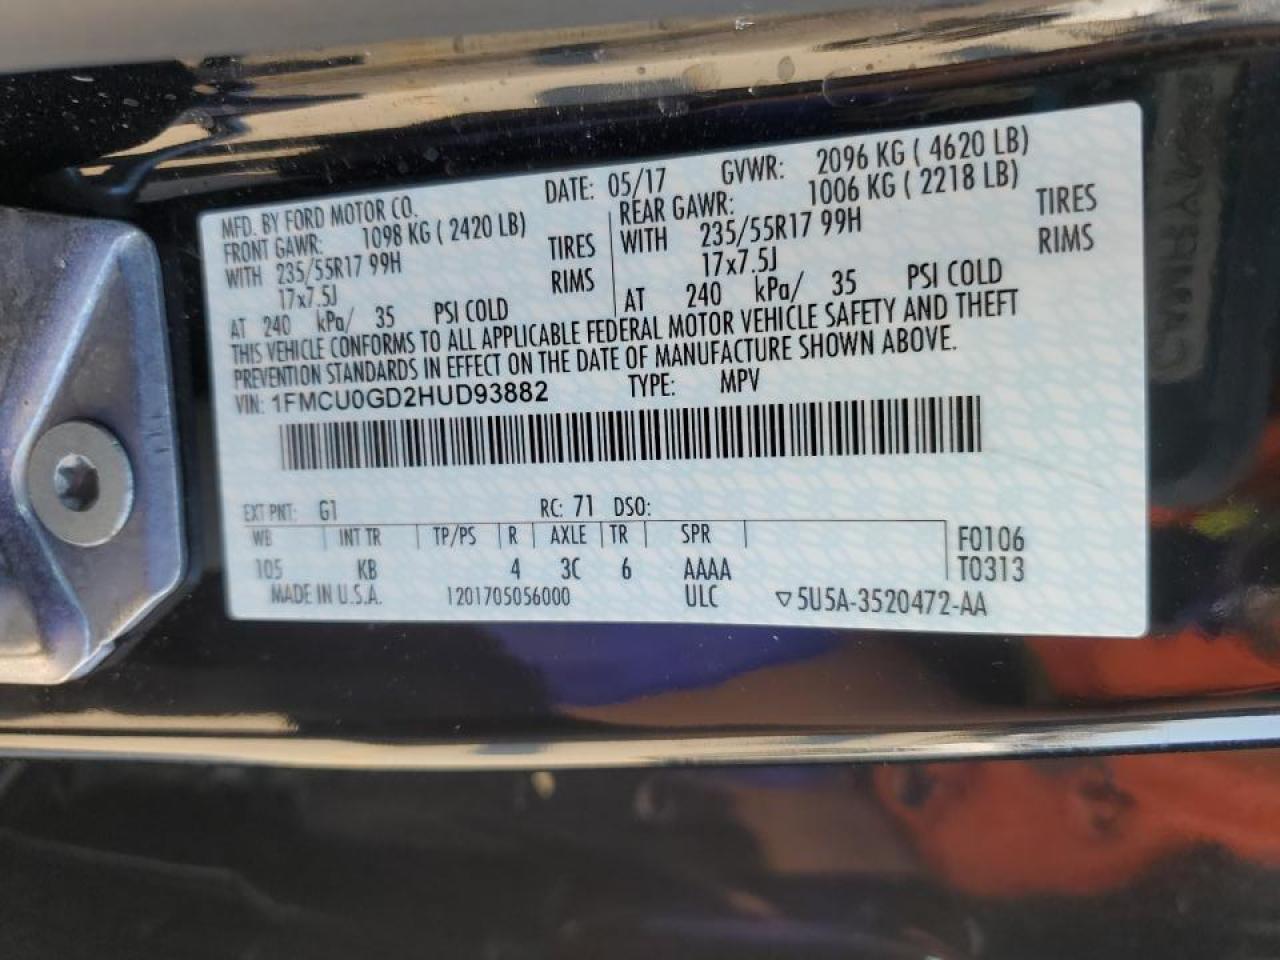 MFD. BY FORD MOTOR CO.
DATE: 05/17 GVWR: 2096 KG ( 4620 LB)
FRONT GAWR: 1098 KG ( 2420 LB)
WITH 235/55R17 99H TIRES
17x7.5J RIMS
AT 240 kPa/ 35 PSI COLD
REAR GAWR: 1006 KG ( 2218 LB)
WITH 235/55R17 99H TIRES
17x7.5J RIMS
AT 240 kPa/ 35 PSI COLD
THIS VEHICLE CONFORMS TO ALL APPLICABLE FEDERAL MOTOR VEHICLE SAFETY AND THEFT
PREVENTION STANDARDS IN EFFECT ON THE DATE OF MANUFACTURE SHOWN ABOVE.
VIN: 1FMCU0GD2HUD93882 TYPE: MPV
EXT PNT: G1 RC: 71 DSO:
WB INT TR TP/PS R AXLE TR SPR F0106
105 KB 4 3C 6 AAAA T0313
MADE IN U.S.A. 1201705056000 ULC ▽5U5A-3520472-AA